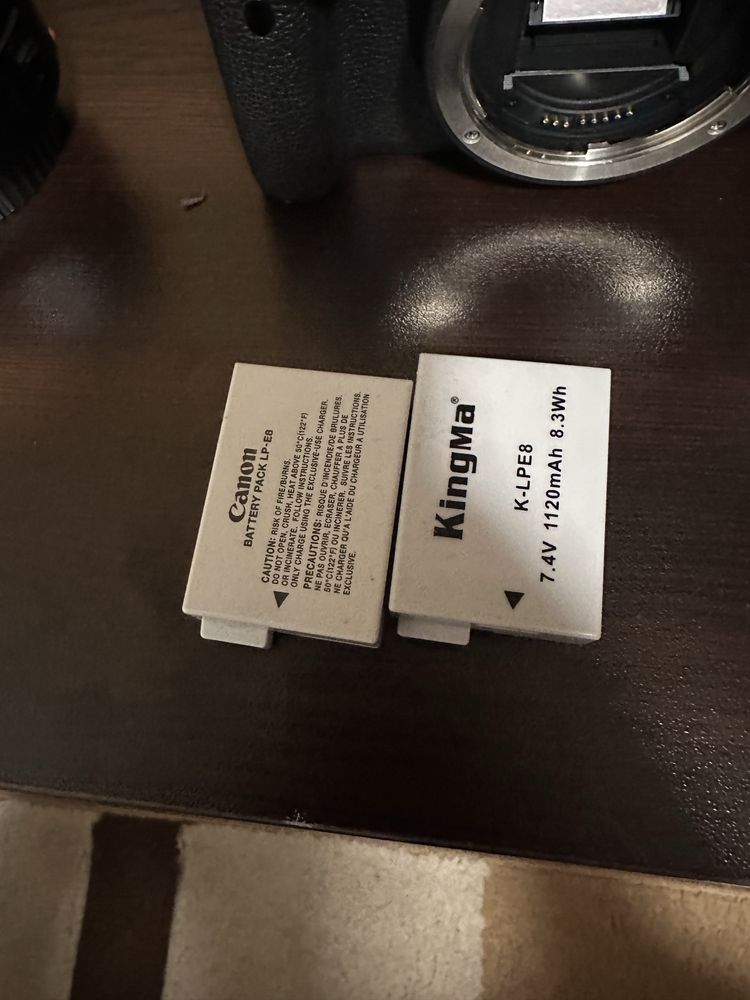 Canon
BATTERY PACK LP-E8
CAUTION: RISK OF FIRE/BURNS.
DO NOT OPEN, CRUSH, HEAT ABOVE 50°C(122°F)
OR INCINERATE. FOLLOW INSTRUCTIONS.
ONLY CHARGE USING THE EXCLUSIVE-USE CHARGER.
PRECAUTIONS: RISQUE D'INCENDIE/DE BRULURES.
NE PAS OUVRIR, ECRASER, CHAUFFER A PLUS DE
50°C(122°F) OU INCINERER. SUIVRE LES INSTRUCTIONS.
NE CHARGER QU'A L'AIDE DU CHARGEUR A UTILISATION
EXCLUSIVE.
KingMa®
K-LPE8
7.4V 1120mAh 8.3Wh